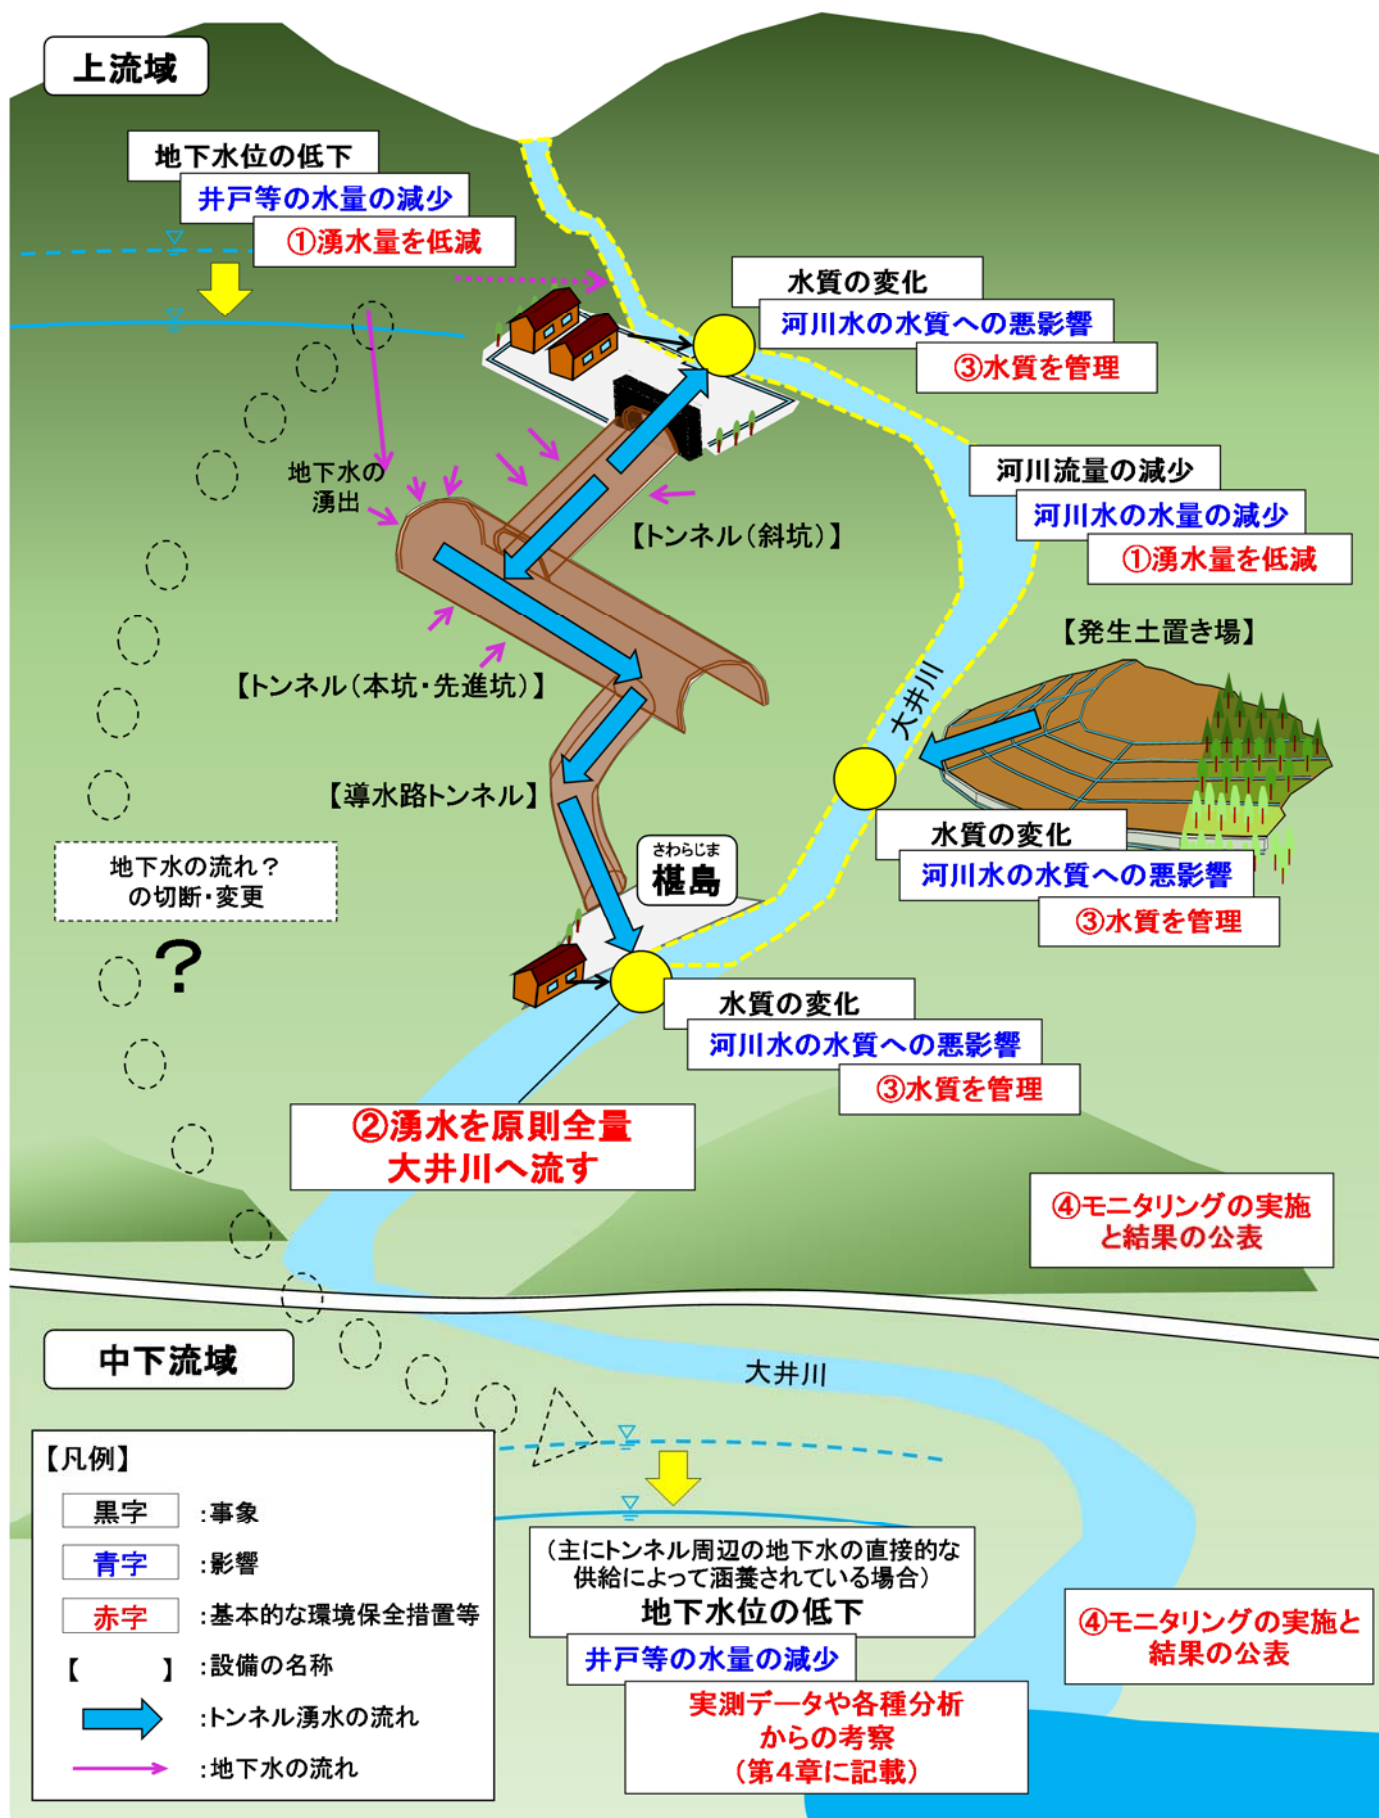 上流域
地下水位の低下
井戸等の水量の減少
①湧水量を低減
水質の変化
河川水の水質への悪影響
③水質を管理
地下水の
湧出
河川流量の減少
河川水の水量の減少
①湧水量を低減
【トンネル（斜坑）】
【発生土置き場】
【トンネル（本坑・先進坑）】
大井川
【導水路トンネル】
水質の変化
河川水の水質への悪影響
③水質を管理
さわらじま
椹島
地下水の流れ？
の切断・変更
？
水質の変化
河川水の水質への悪影響
③水質を管理
②湧水を原則全量
大井川へ流す
④モニタリングの実施
と結果の公表
中下流域
大井川
【凡例】
黒字 ：事象
青字 ：影響
赤字 ：基本的な環境保全措置等
【　　】 ：設備の名称
：トンネル湧水の流れ
：地下水の流れ
（主にトンネル周辺の地下水の直接的な
供給によって涵養されている場合）
地下水位の低下
井戸等の水量の減少
実測データや各種分析
からの考察
（第4章に記載）
④モニタリングの実施と
結果の公表